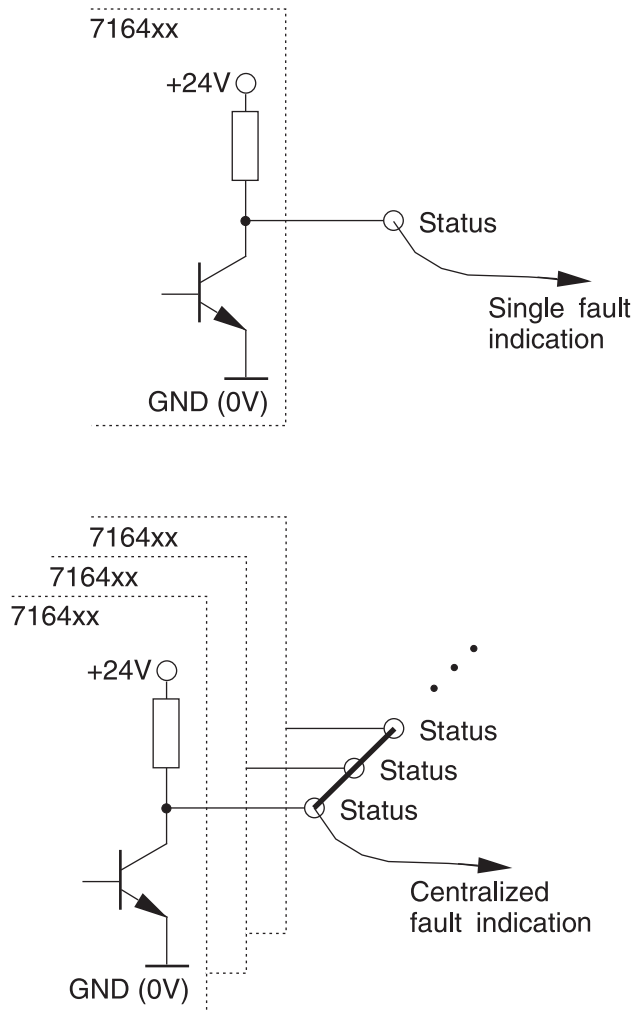 7164xx
+24V
Status
Single fault
indication
GND (0V)
7164xx
7164xx
7164xx
+24V
Status
Status
Status
Centralized
fault indication
GND (0V)